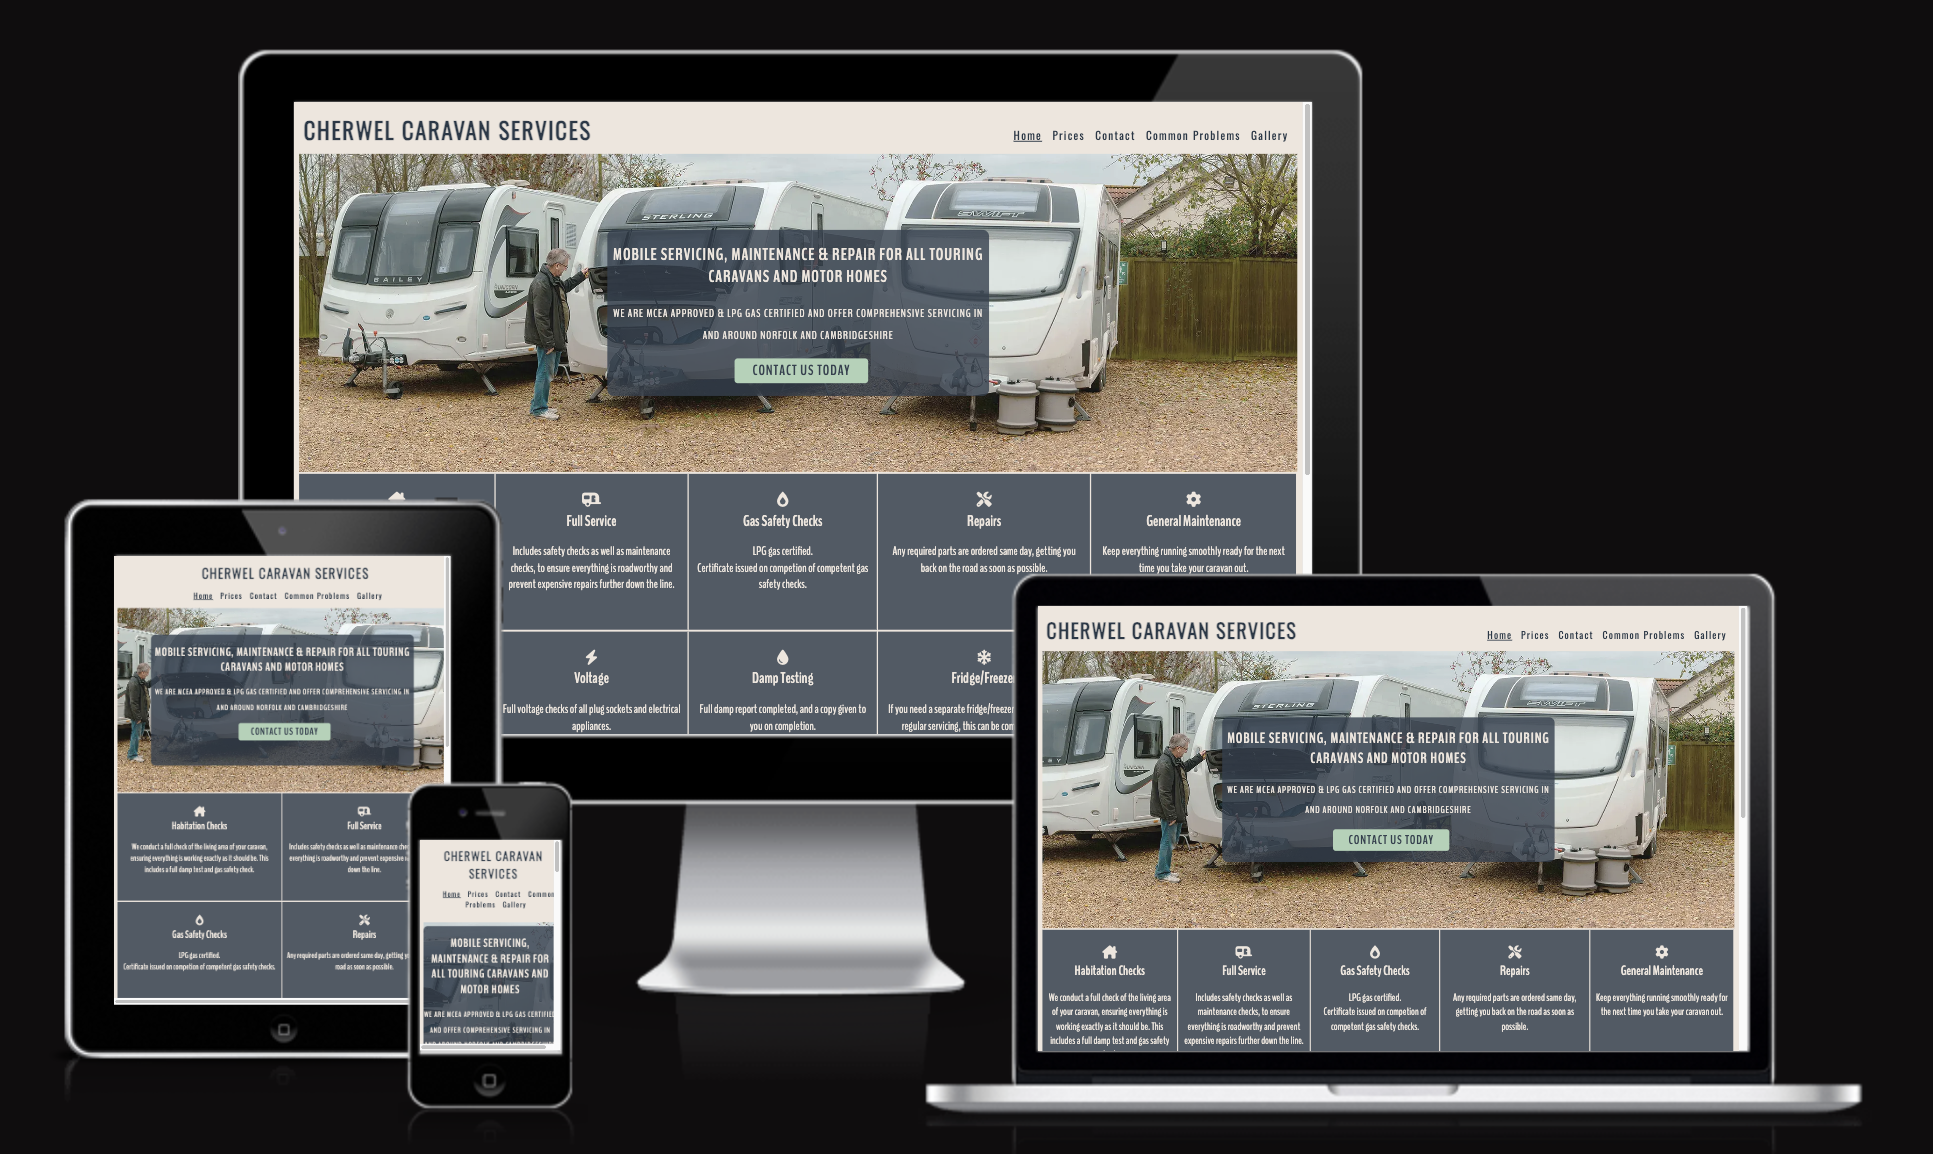 CHERWEL CARAVAN SERVICES
Home Prices Contact Common Problems Gallery
BAILEY
STERLING
SWIFT
MOBILE SERVICING, MAINTENANCE & REPAIR FOR ALL TOURING
CARAVANS AND MOTOR HOMES
WE ARE MCEA APPROVED & LPG GAS CERTIFIED AND OFFER COMPREHENSIVE SERVICING IN
AND AROUND NORFOLK AND CAMBRIDGESHIRE
CONTACT US TODAY
Full Service
Includes safety checks as well as maintenance
checks, to ensure everything is roadworthy and
prevent expensive repairs further down the line.
Gas Safety Checks
LPG gas certified.
Certificate issued on competion of competent gas
safety checks.
Repairs
Any required parts are ordered same day, getting you
back on the road as soon as possible.
General Maintenance
Keep everything running smoothly ready for the next
time you take your caravan out.
Voltage
Full voltage checks of all plug sockets and electrical
appliances.
Damp Testing
Full damp report completed, and a copy given to
you on completion.
Fridge/Freeze
If you need a separate fridge/freezer
regular servicing, this can be con
CHERWEL CARAVAN SERVICES
Home Prices Contact Common Problems Gallery
MOBILE SERVICING, MAINTENANCE & REPAIR FOR ALL TOURING
CARAVANS AND MOTOR HOMES
WE ARE MCEA APPROVED & LPG GAS CERTIFIED AND OFFER COMPREHENSIVE SERVICING IN
AND AROUND NORFOLK AND CAMBRIDGESHIRE
CONTACT US TODAY
Habitation Checks
We conduct a full check of the living area of your caravan,
ensuring everything is working exactly as it should be. This
includes a full damp test and gas safety check.
Full Service
Includes safety checks as well as maintenance che
everything is roadworthy and prevent expensive
down the line.
Gas Safety Checks
LPG gas certified.
Certificate issued on competion of competent gas safety checks.
Repairs
Any required parts are ordered same day, getting
road as soon as possible.
CHERWEL CARAVAN
SERVICES
Home Prices Contact Common
Problems Gallery
MOBILE SERVICING,
MAINTENANCE & REPAIR FOR
ALL TOURING CARAVANS AND
MOTOR HOMES
WE ARE MCEA APPROVED & LPG GAS CERTIFIED
AND OFFER COMPREHENSIVE SERVICING IN
CHERWEL CARAVAN SERVICES
Home Prices Contact Common Problems Gallery
STERLING
SWIFT
MOBILE SERVICING, MAINTENANCE & REPAIR FOR ALL TOURING
CARAVANS AND MOTOR HOMES
WE ARE MCEA APPROVED & LPG GAS CERTIFIED AND OFFER COMPREHENSIVE SERVICING IN
AND AROUND NORFOLK AND CAMBRIDGESHIRE
CONTACT US TODAY
Habitation Checks
We conduct a full check of the living area
of your caravan, ensuring everything is
working exactly as it should be. This
includes a full damp test and gas safety
Full Service
Includes safety checks as well as
maintenance checks, to ensure
everything is roadworthy and prevent
expensive repairs further down the line.
Gas Safety Checks
LPG gas certified.
Certificate issued on competion of
competent gas safety checks.
Repairs
Any required parts are ordered same day,
getting you back on the road as soon as
possible.
General Maintenance
Keep everything running smoothly ready for
the next time you take your caravan out.